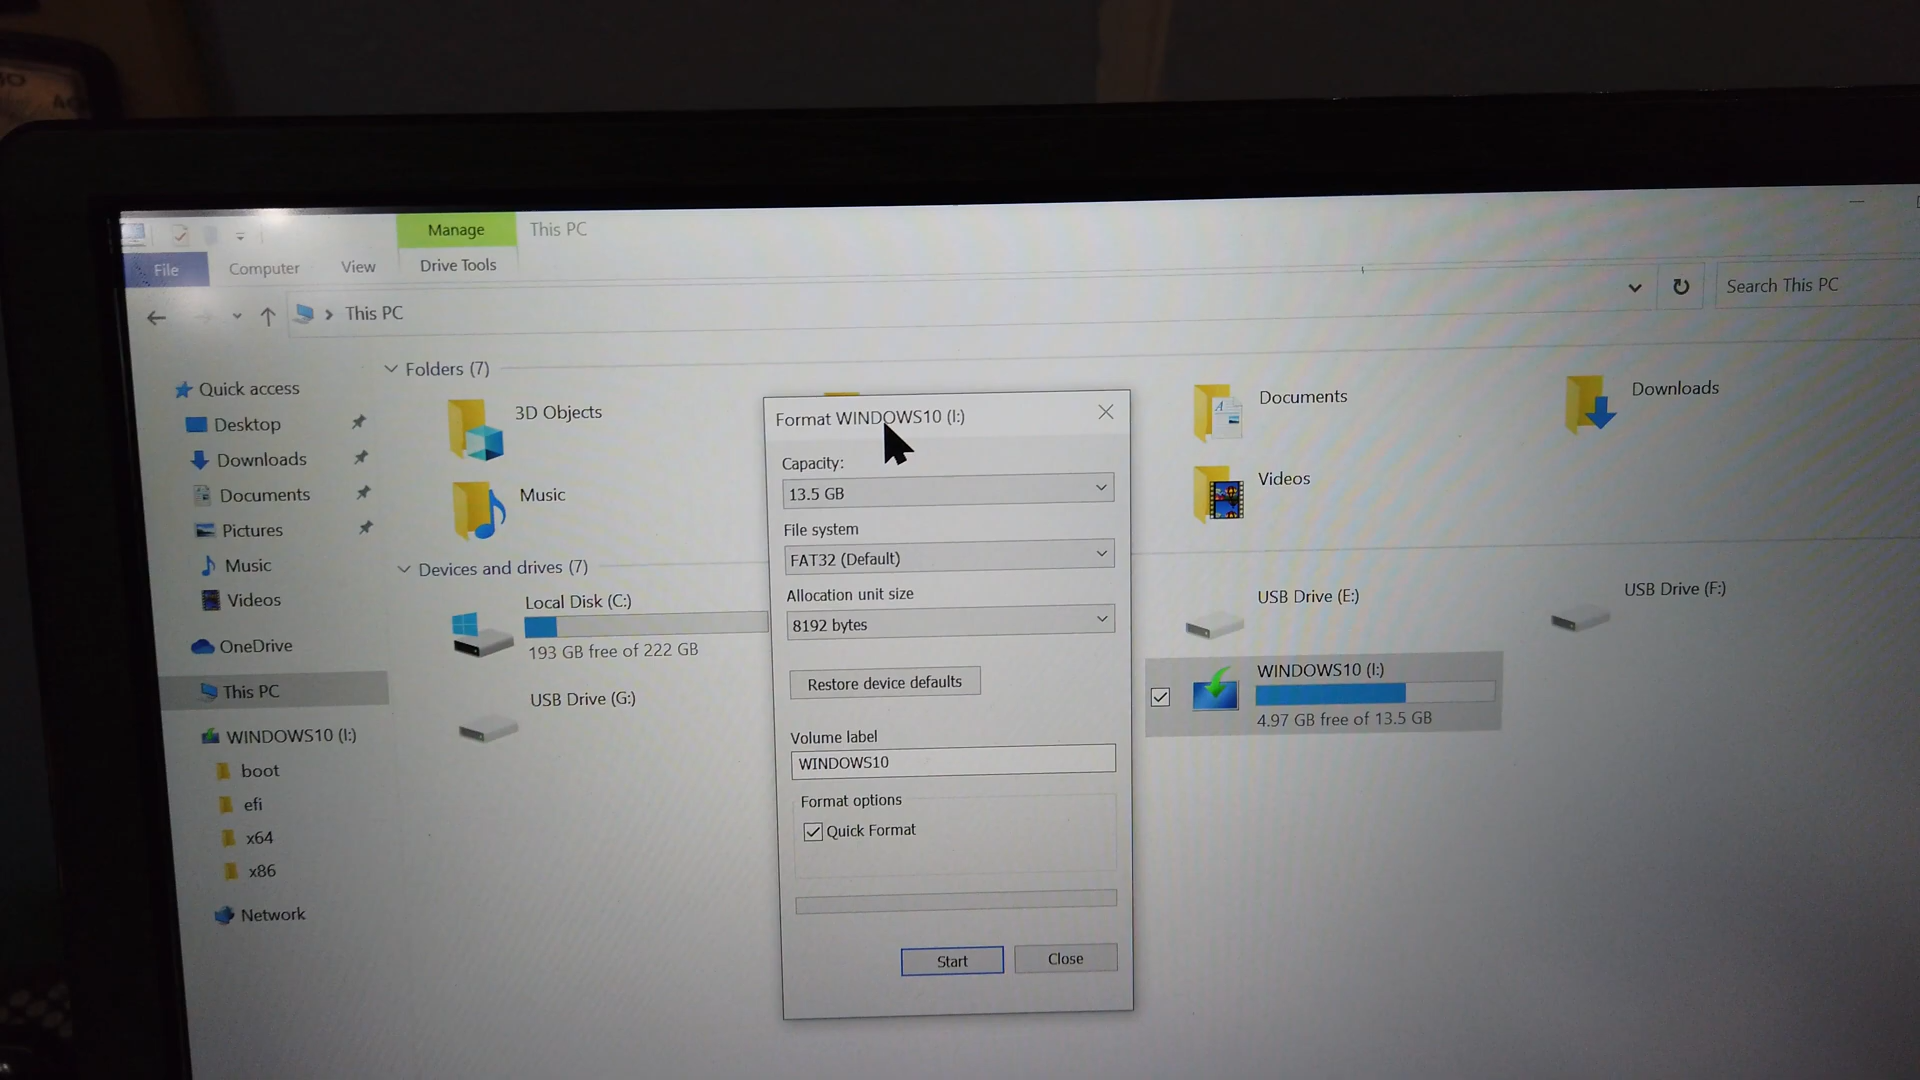 Manage
This PC
File
Computer
View
Drive Tools
This PC
Search This PC
Quick access
Desktop
Downloads
Documents
Pictures
Music
Videos
OneDrive
This PC
WINDOWS10 (I:)
boot
efi
x64
x86
Network
Folders (7)
3D Objects
Documents
Downloads
Music
Videos
Devices and drives (7)
Local Disk (C:)
193 GB free of 222 GB
USB Drive (E:)
USB Drive (F:)
USB Drive (G:)
WINDOWS10 (I:)
4.97 GB free of 13.5 GB
Format WINDOWS10 (I:)
Capacity:
13.5 GB
File system
FAT32 (Default)
Allocation unit size
8192 bytes
Restore device defaults
Volume label
WINDOWS10
Format options
Quick Format
Start
Close